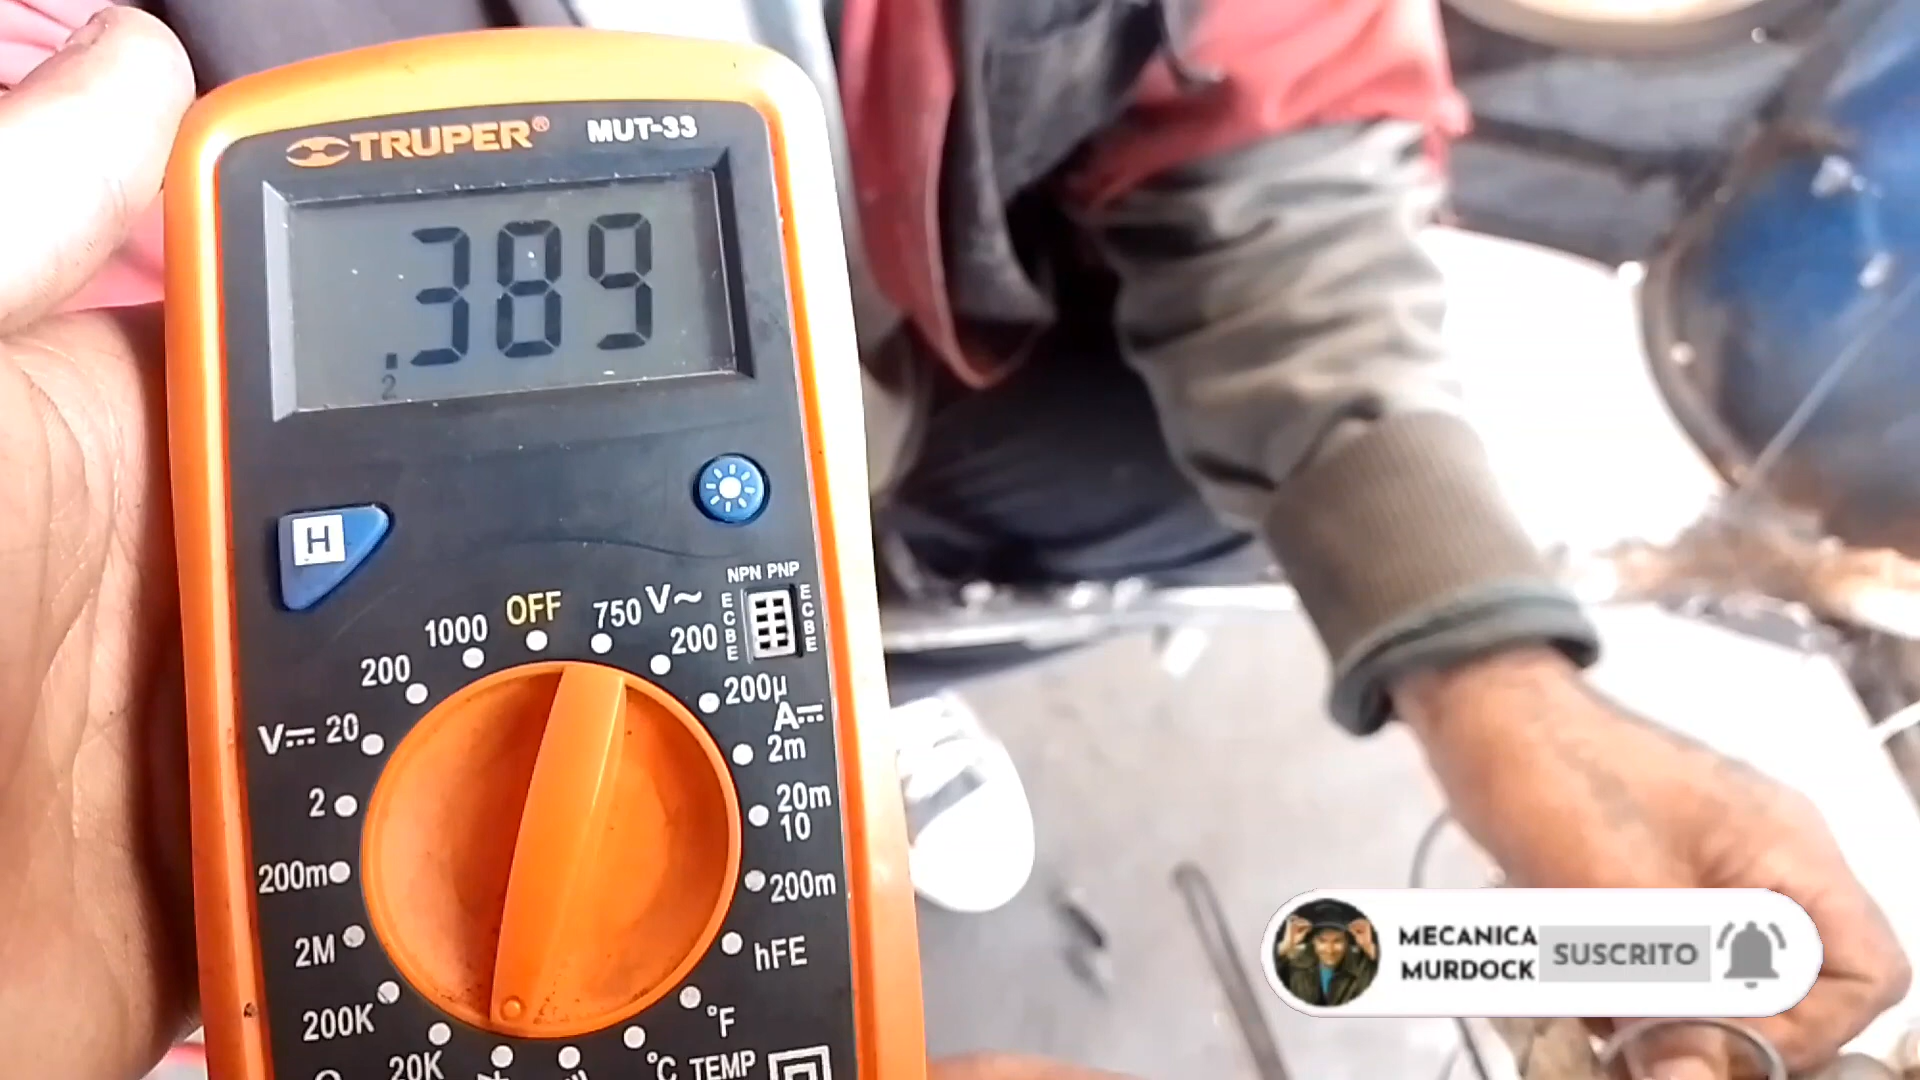 TRUPER® MUT-33
.389
2
H
NPN PNP
E C B E
E C B E
OFF
750 V~
200
200µ
A⎓
2m
20m
10
200m
hFE
°F
°C TEMP
1000
200
V⎓ 20
2
200m
2M
200K
20K
MECANICA
MURDOCK
SUSCRITO